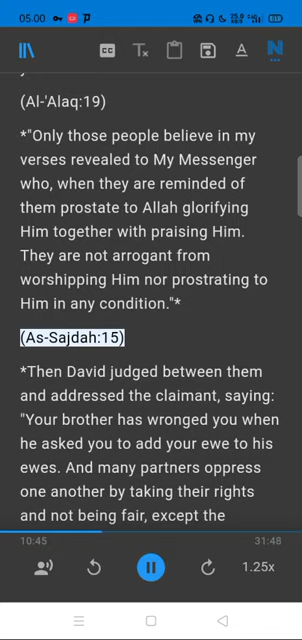 05.00
(Al-'Alaq:19)
*"Only those people believe in my
verses revealed to My Messenger
who, when they are reminded of
them prostate to Allah glorifying
Him together with praising Him.
They are not arrogant from
worshipping Him nor prostrating to
Him in any condition."*
(As-Sajdah:15)
*Then David judged between them
and addressed the claimant, saying:
"Your brother has wronged you when
he asked you to add your ewe to his
ewes. And many partners oppress
one another by taking their rights
and not being fair, except the
10:45
31:48
1.25x